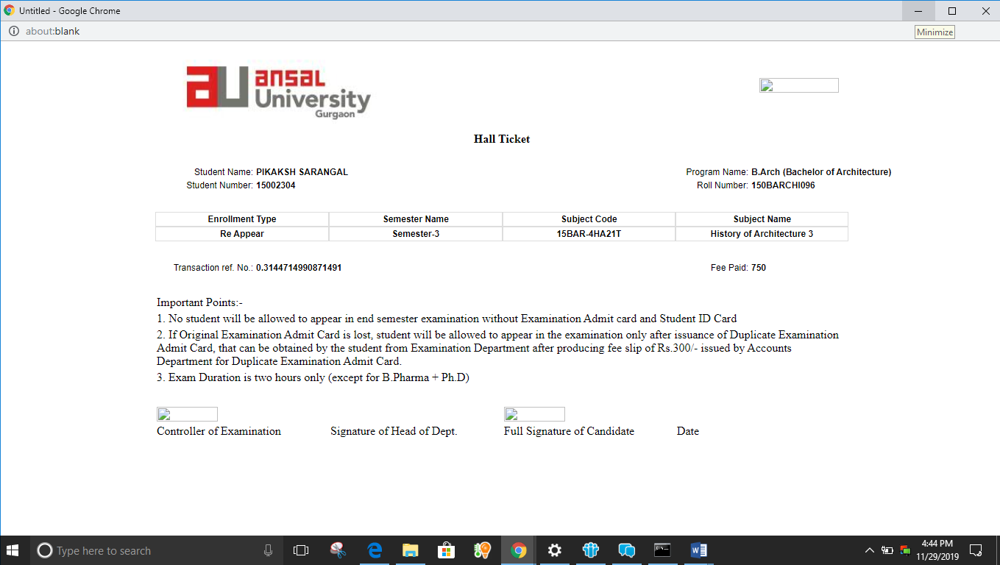 Untitled - Google Chrome
about:blank
Minimize
au ansal
University
Gurgaon
Hall Ticket
Student Name: PIKAKSH SARANGAL
Program Name: B.Arch (Bachelor of Architecture)
Student Number: 15002304
Roll Number: 150BARCHI096
Enrollment Type Semester Name Subject Code Subject Name
Re Appear Semester-3 15BAR-4HA21T History of Architecture 3
Transaction ref. No.: 0.3144714990871491
Fee Paid: 750
Important Points:-
1. No student will be allowed to appear in end semester examination without Examination Admit card and Student ID Card
2. If Original Examination Admit Card is lost, student will be allowed to appear in the examination only after issuance of Duplicate Examination
Admit Card, that can be obtained by the student from Examination Department after producing fee slip of Rs.300/- issued by Accounts
Department for Duplicate Examination Admit Card.
3. Exam Duration is two hours only (except for B.Pharma + Ph.D)
Controller of Examination Signature of Head of Dept. Full Signature of Candidate Date
Type here to search
4:44 PM
11/29/2019